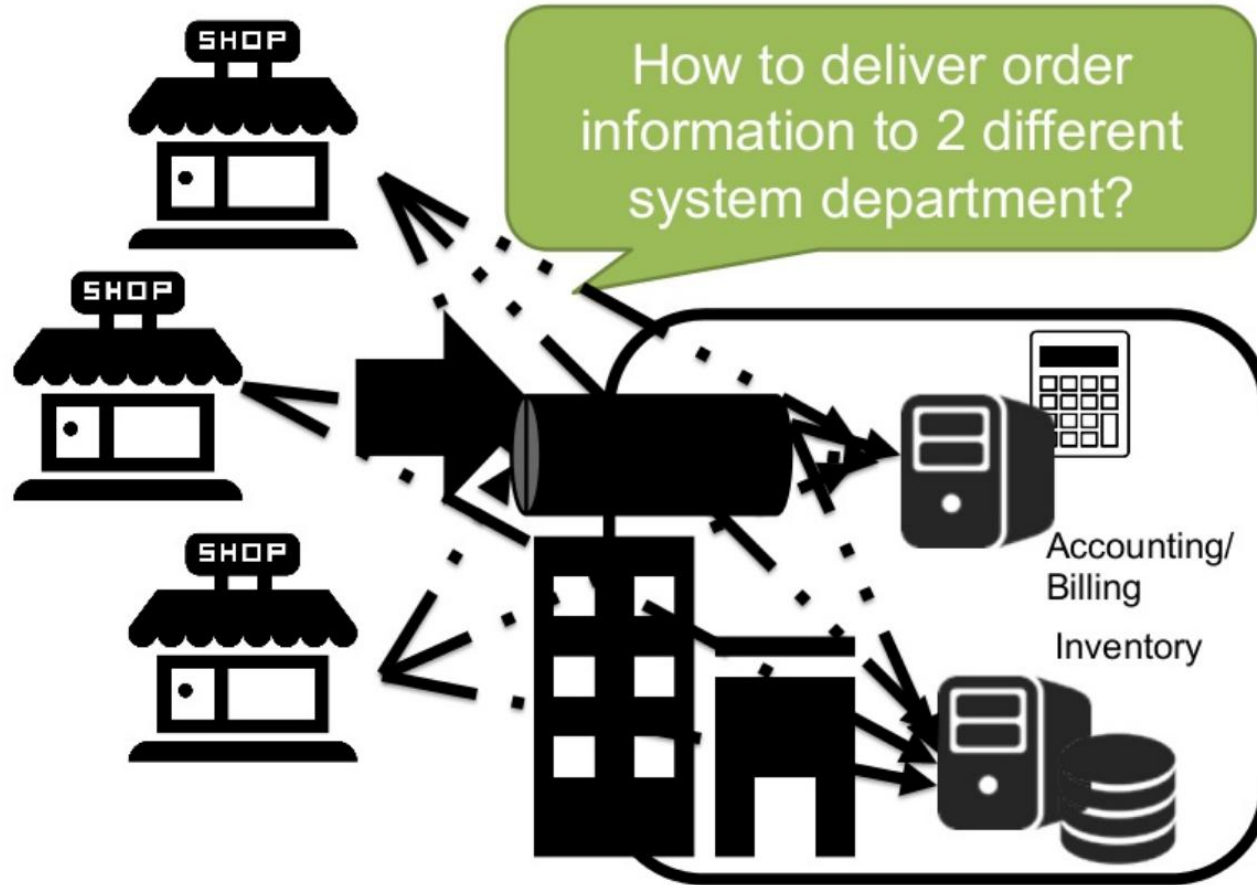 SHOP
How to deliver order
information to 2 different
system department?
SHOP
SHOP
Accounting/
Billing
Inventory